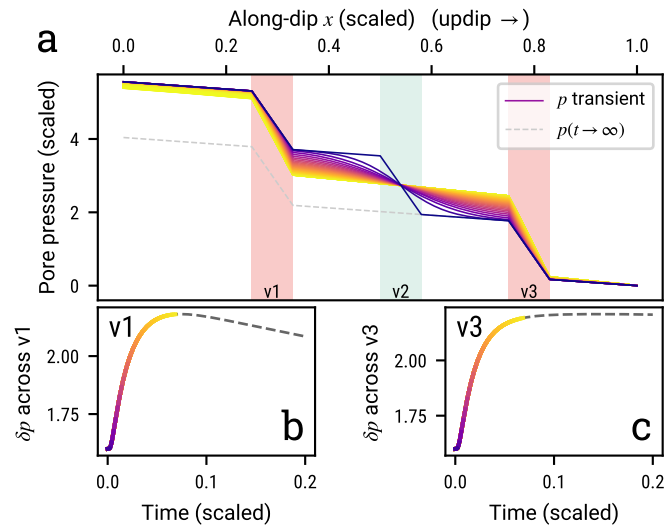 Along-dip x (scaled) (updip →)
a
0.0 0.2 0.4 0.6 0.8 1.0
Pore pressure (scaled)
4
2
0
p transient
p(t → ∞)
v1 v2 v3
δp across v1
2.00
1.75
v1
b
0.0 0.1 0.2
Time (scaled)
δp across v3
2.00
1.75
v3
c
0.0 0.1 0.2
Time (scaled)